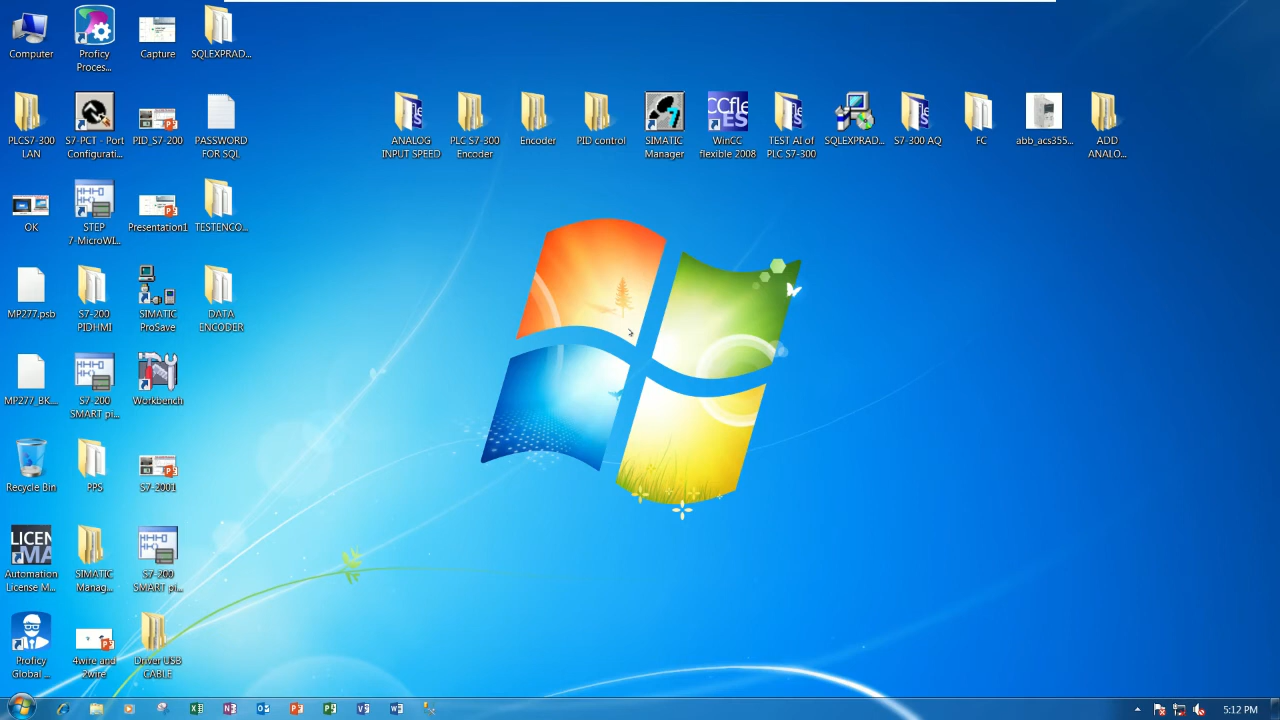 Computer
Proficy
Proces...
Capture
SQLEXPRAD...
PLCS7-300
LAN
S7-PCT - Port
Configurati...
PID_S7-200
PASSWORD
FOR SQL
ANALOG
INPUT SPEED
PLC S7-300
Encoder
Encoder
PID control
SIMATIC
Manager
WinCC
flexible 2008
TEST AI of
PLC S7-300
SQLEXPRAD...
S7-300 AQ
FC
abb_acs355...
ADD
ANALO...
OK
STEP
7-MicroWI...
Presentation1
TESTENCO...
MP277.psb
S7-200
PIDHMI
SIMATIC
ProSave
DATA
ENCODER
MP277_BK...
S7-200
SMART pi...
Workbench
Recycle Bin
PPS
S7-2001
LICEN
MA
Automation
License M...
SIMATIC
Manag...
S7-200
SMART pi...
Proficy
Global ...
4wire and
2wire
Driver USB
CABLE
5:12 PM